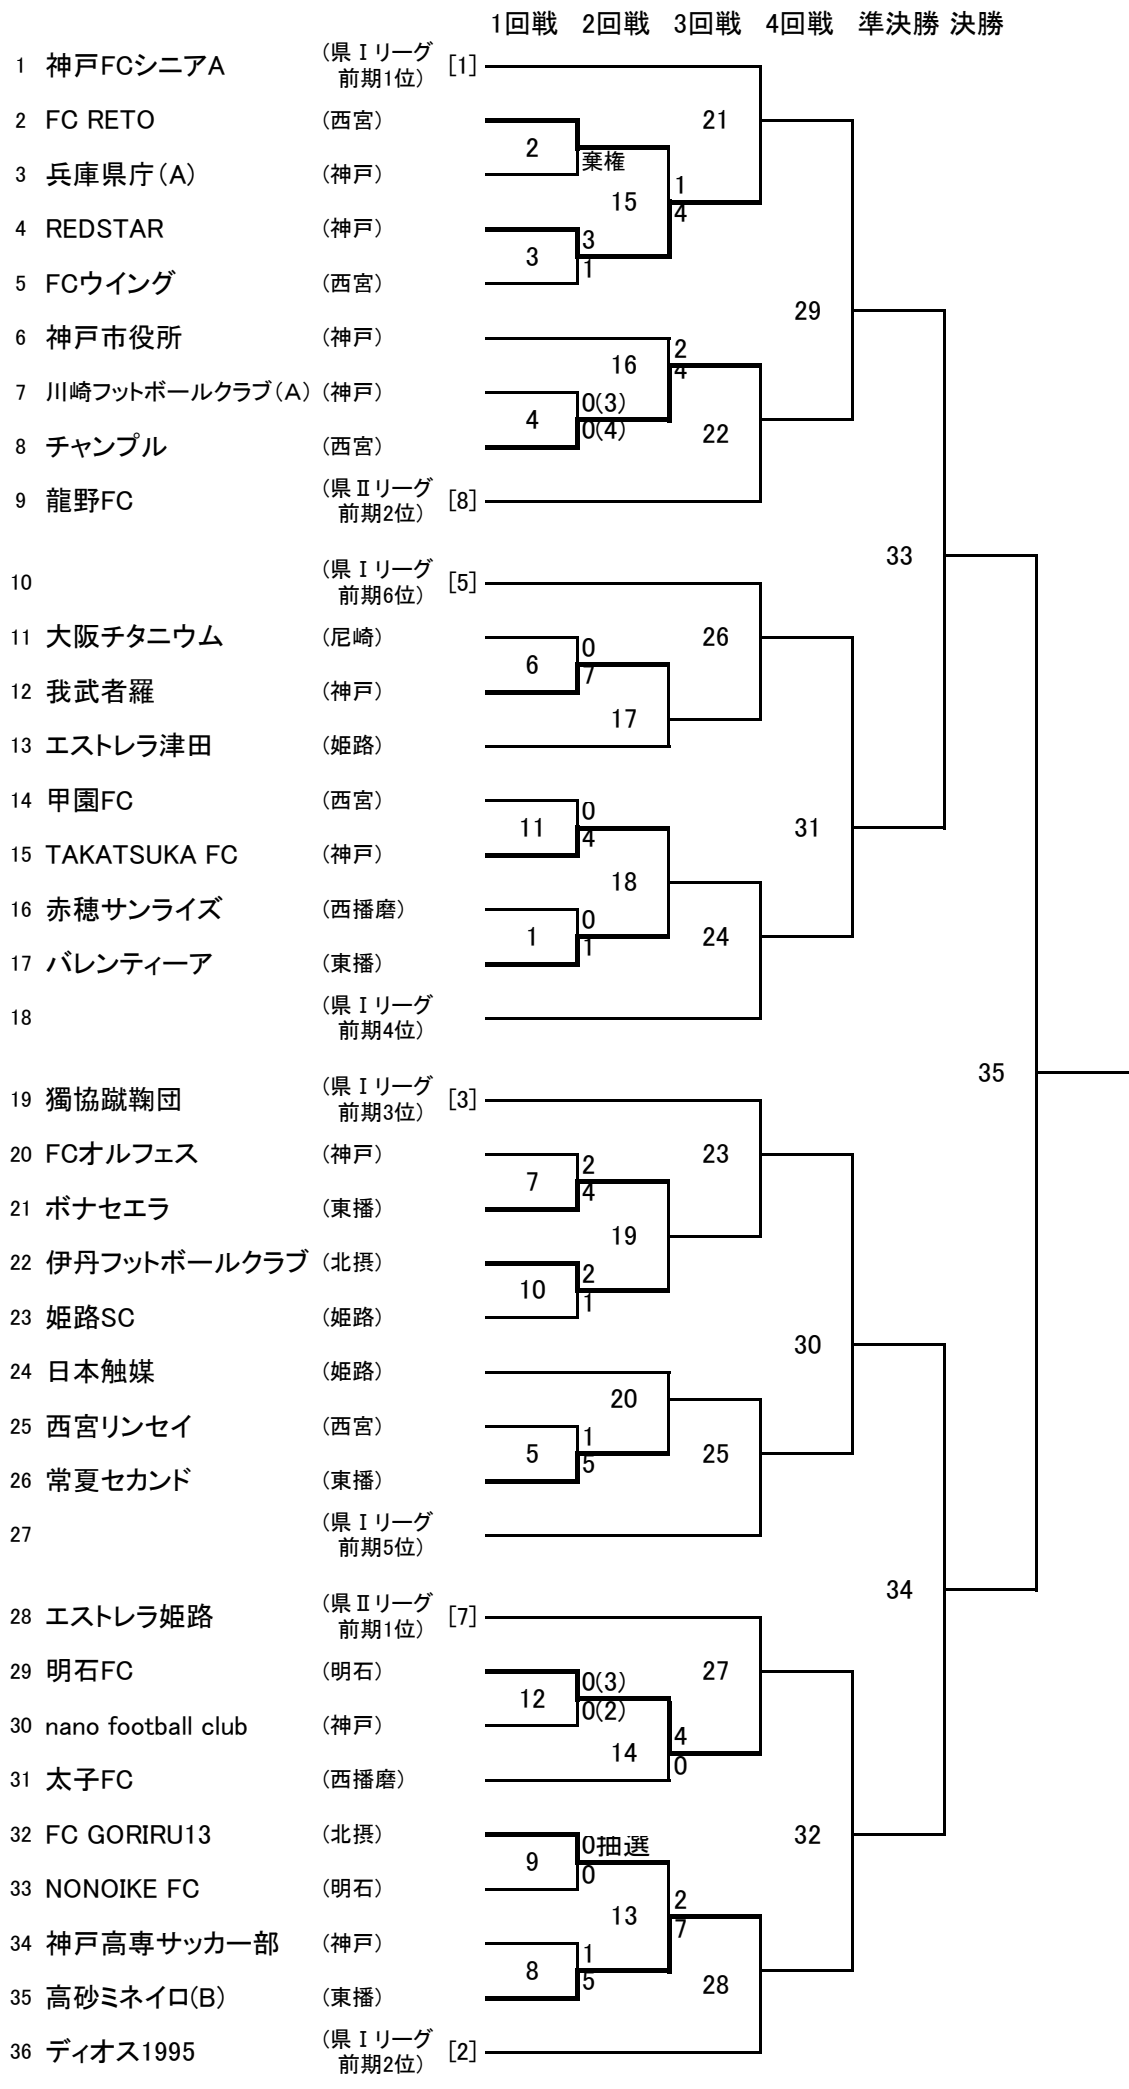 1回戦 2回戦 3回戦 4回戦 準決勝 決勝
1 神戸FCシニアA (県Ⅰリーグ 前期1位) [1]
21
2 FC RETO (西宮)
2
棄権
3 兵庫県庁(A) (神戸)
1
15
4
4 REDSTAR (神戸)
3
3
1
5 FCウイング (西宮)
29
6 神戸市役所 (神戸)
2
16
4
7 川崎フットボールクラブ(A) (神戸)
0(3)
4
22
0(4)
8 チャンプル (西宮)
9 龍野FC (県Ⅱリーグ 前期2位) [8]
33
10 (県Ⅰリーグ 前期6位) [5]
11 大阪チタニウム (尼崎)
26
0
6
7
12 我武者羅 (神戸)
17
13 エストレラ津田 (姫路)
14 甲園FC (西宮)
0
11
31
4
15 TAKATSUKA FC (神戸)
18
16 赤穂サンライズ (西播磨)
0
1
24
1
17 バレンティーア (東播)
18 (県Ⅰリーグ 前期4位)
35
19 獨協蹴鞠団 (県Ⅰリーグ 前期3位) [3]
20 FCオルフェス (神戸)
23
2
7
4
21 ボナセエラ (東播)
19
22 伊丹フットボールクラブ (北摂)
2
10
1
23 姫路SC (姫路)
30
24 日本触媒 (姫路)
20
25 西宮リンセイ (西宮)
1
5
25
5
26 常夏セカンド (東播)
27 (県Ⅰリーグ 前期5位)
34
28 エストレラ姫路 (県Ⅱリーグ 前期1位) [7]
29 明石FC (明石)
27
0(3)
12
0(2)
30 nano football club (神戸)
4
14
0
31 太子FC (西播磨)
32 FC GORIRU13 (北摂)
32
0抽選
9
0
33 NONOIKE FC (明石)
2
13
7
34 神戸高専サッカー部 (神戸)
1
8
5
28
35 高砂ミネイロ(B) (東播)
36 ディオス1995 (県Ⅰリーグ 前期2位) [2]